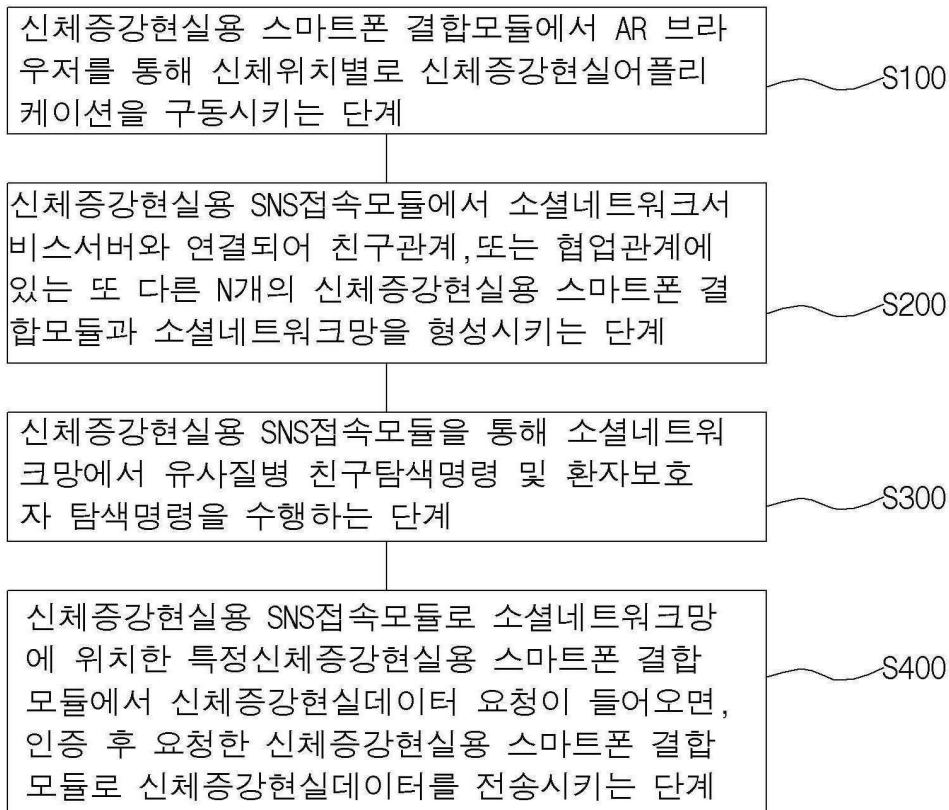 신체증강현실용 스마트폰 결합모듈에서 AR 브라
우저를 통해 신체위치별로 신체증강현실어플리
케이션을 구동시키는 단계
S100
신체증강현실용 SNS접속모듈에서 소셜네트워크서
비스서버와 연결되어 친구관계,또는 협업관계에
있는 또 다른 N개의 신체증강현실용 스마트폰 결
합모듈과 소셜네트워크망을 형성시키는 단계
S200
신체증강현실용 SNS접속모듈을 통해 소셜네트워
크망에서 유사질병 친구탐색명령 및 환자보호
자 탐색명령을 수행하는 단계
S300
신체증강현실용 SNS접속모듈로 소셜네트워크망
에 위치한 특정신체증강현실용 스마트폰 결합
모듈에서 신체증강현실데이터 요청이 들어오면,
인증 후 요청한 신체증강현실용 스마트폰 결합
모듈로 신체증강현실데이터를 전송시키는 단계
S400